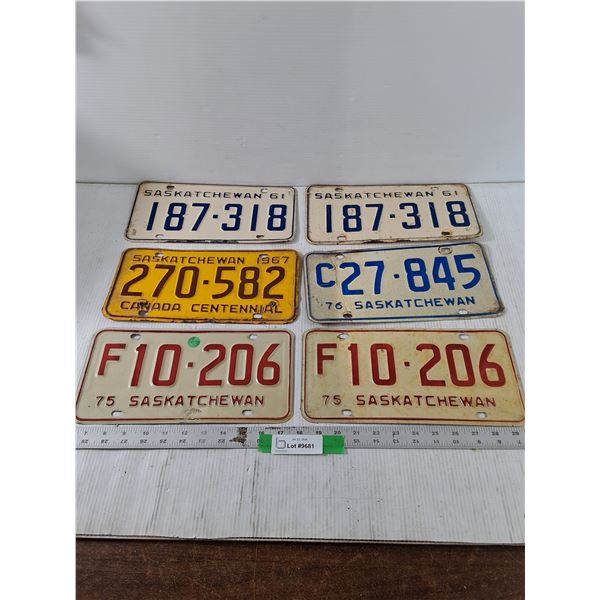 SASKATCHEWAN 61
187·318
SASKATCHEWAN 61
187·318
SASKATCHEWAN 1967
270·582
CANADA CENTENNIAL
C27·845
76 SASKATCHEWAN
F10·206
75 SASKATCHEWAN
F10·206
75 SASKATCHEWAN
Lot #9681